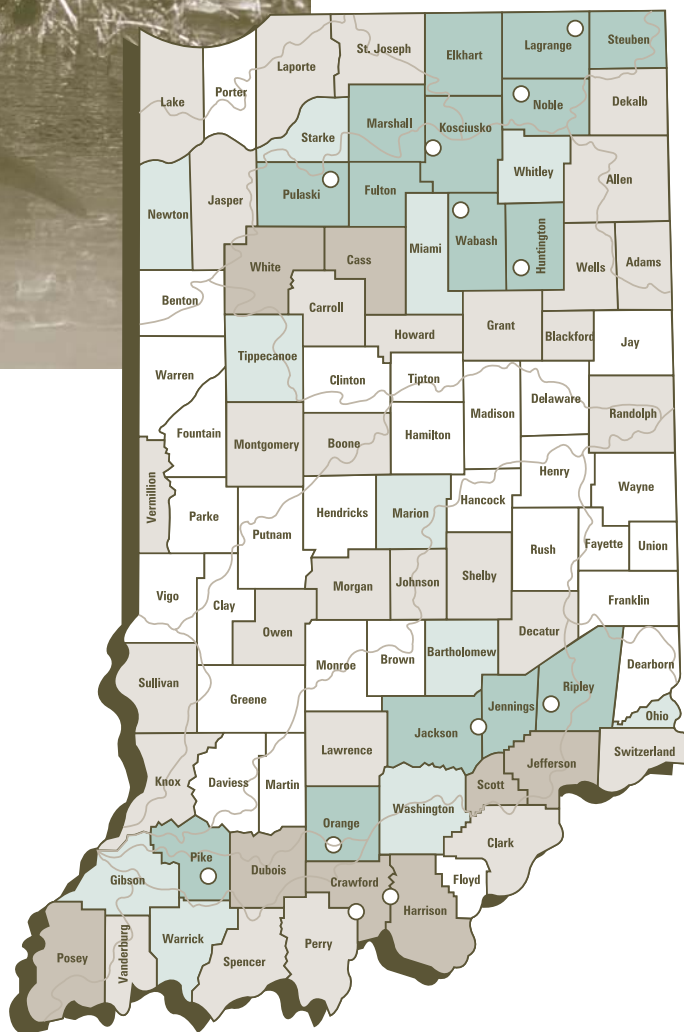 St. Joseph
Lagrange
Steuben
Elkhart
Laporte
Porter
Lake
Noble
Dekalb
Marshall
Kosciusko
Starke
Whitley
Allen
Pulaski
Fulton
Jasper
Newton
Miami
Wabash
Huntington
White
Cass
Wells
Adams
Benton
Carroll
Grant
Howard
Blackford
Jay
Tippecanoe
Warren
Clinton
Tipton
Delaware
Madison
Randolph
Fountain
Montgomery
Boone
Hamilton
Henry
Wayne
Vermillion
Parke
Hendricks
Marion
Hancock
Putnam
Rush
Fayette
Union
Vigo
Clay
Morgan
Johnson
Shelby
Franklin
Owen
Decatur
Sullivan
Monroe
Brown
Bartholomew
Dearborn
Greene
Ripley
Jennings
Ohio
Jackson
Lawrence
Switzerland
Knox
Daviess
Martin
Scott
Jefferson
Washington
Orange
Clark
Pike
Dubois
Gibson
Crawford
Floyd
Harrison
Warrick
Perry
Posey
Vanderburg
Spencer